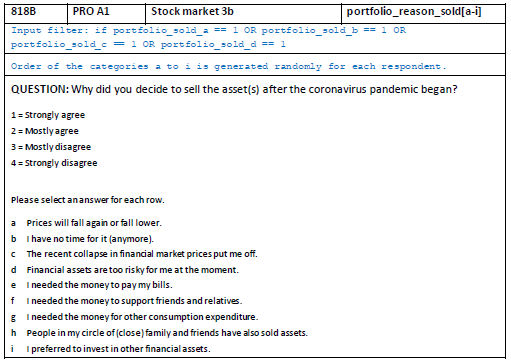 818B PRO A1 Stock market 3b portfolio_reason_sold[a-i]
Input filter: if portfolio_sold_a == 1 OR portfolio_sold_b == 1 OR
portfolio_sold_c == 1 OR portfolio_sold_d == 1
Order of the categories a to i is generated randomly for each respondent.
QUESTION: Why did you decide to sell the asset(s) after the coronavirus pandemic began?
1 = Strongly agree
2 = Mostly agree
3 = Mostly disagree
4 = Strongly disagree
Please select an answer for each row.
a Prices will fall again or fall lower.
b I have no time for it (anymore).
c The recent collapse in financial market prices put me off.
d Financial assets are too risky for me at the moment.
e I needed the money to pay my bills.
f I needed the money to support friends and relatives.
g I needed the money for other consumption expenditure.
h People in my circle of (close) family and friends have also sold assets.
i I preferred to invest in other financial assets.